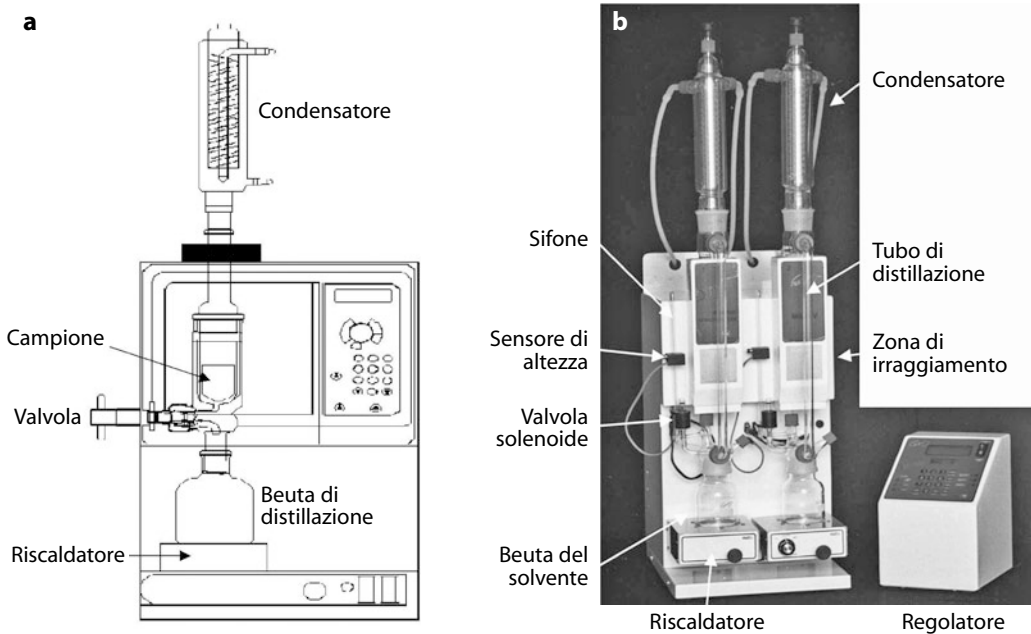 a
Condensatore
Campione
Valvola
Beuta di
distillazione
Riscaldatore
b
Condensatore
Sifone
Tubo di
distillazione
Sensore di
altezza
Zona di
irraggiamento
Valvola
solenoide
Beuta del
solvente
Riscaldatore
Regolatore